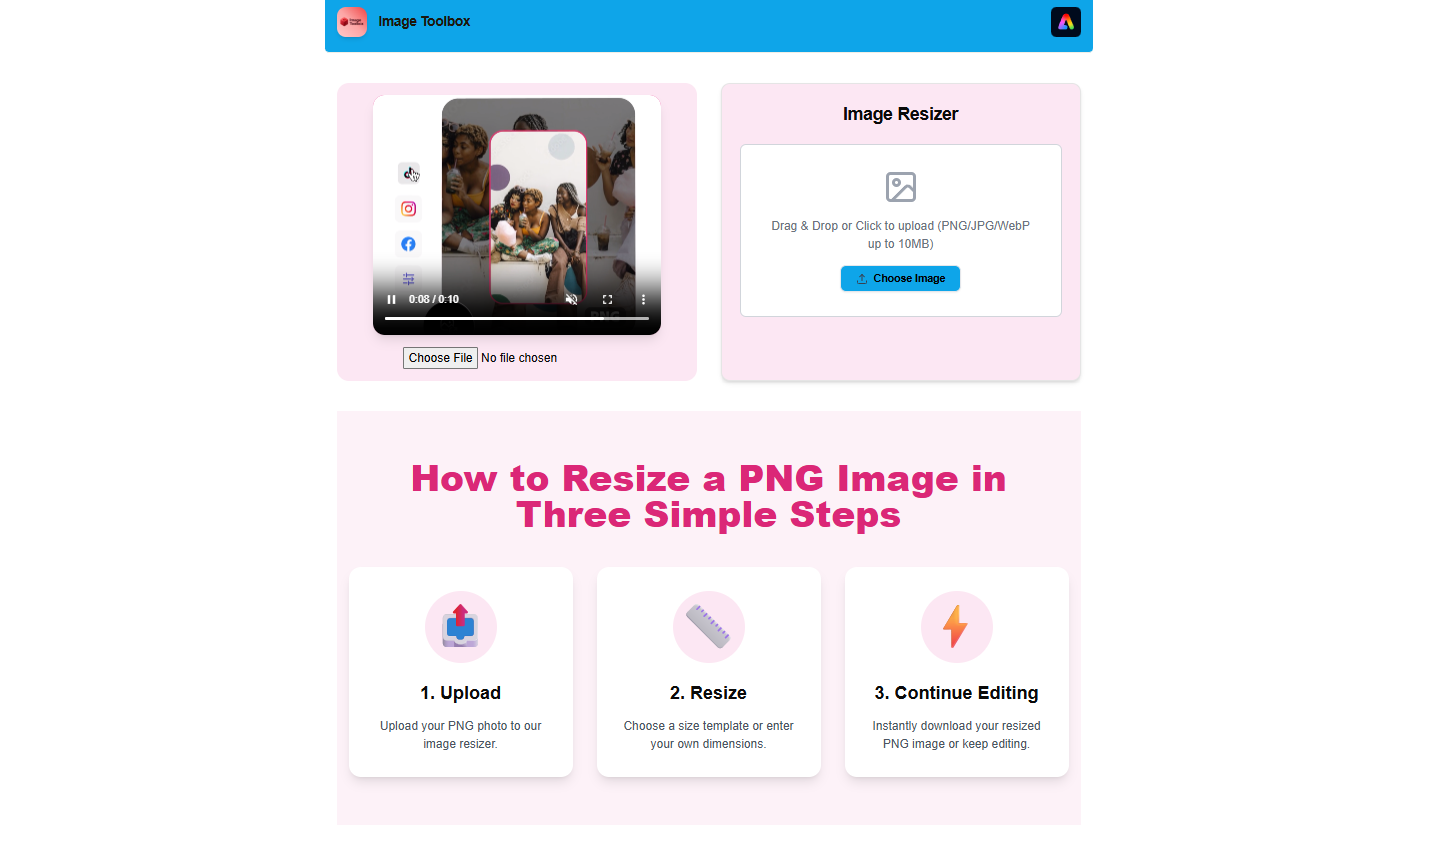 Image Toolbox
0:08 / 0:10
Choose File No file chosen
Image Resizer
Drag & Drop or Click to upload (PNG/JPG/WebP
up to 10MB)
Choose Image
How to Resize a PNG Image in
Three Simple Steps
1. Upload
Upload your PNG photo to our
image resizer.
2. Resize
Choose a size template or enter
your own dimensions.
3. Continue Editing
Instantly download your resized
PNG image or keep editing.